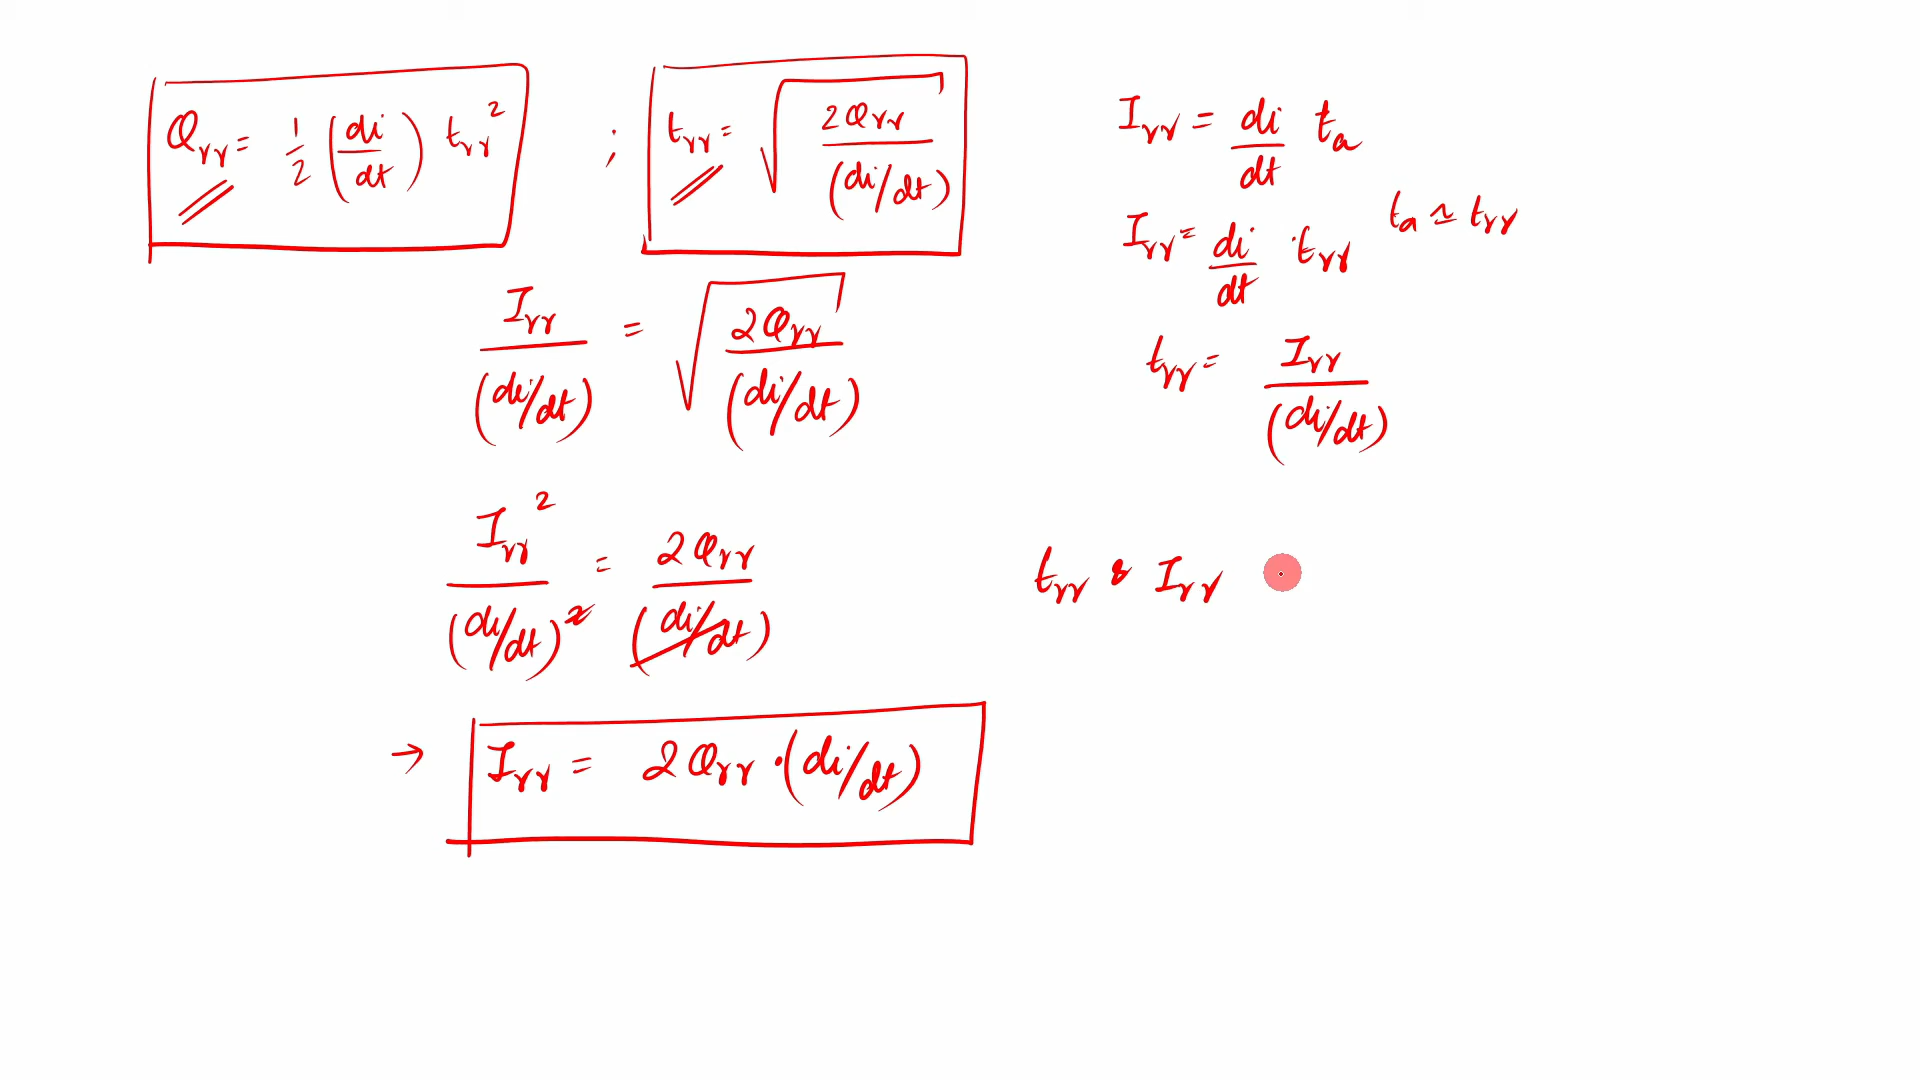 Qrr = 1/2 (di/dt) trr² ; trr = √(2Qrr/(di/dt))
Irr/(di/dt) = √(2Qrr/(di/dt))
Irr²/(di/dt)² = 2Qrr/(di/dt)
→ Irr = 2Qrr·(di/dt)
Irr = di/dt ta
Irr = di/dt · trr ta ≃ trr
trr = Irr/(di/dt)
trr & Irr